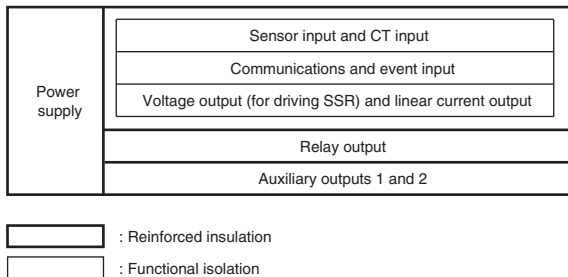 Power
supply
Sensor input and CT input
Communications and event input
Voltage output (for driving SSR) and linear current output
Relay output
Auxiliary outputs 1 and 2
: Reinforced insulation
: Functional isolation